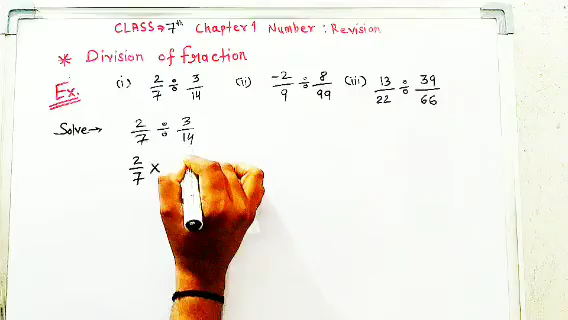 CLASS⇒7th Chapter 1 Number : Revision
* Division of fraction
Ex. (i) 2/7 ÷ 3/14 (ii) -2/9 ÷ 8/99 (iii) 13/22 ÷ 39/66
Solve→ 2/7 ÷ 3/14
2/7 ×